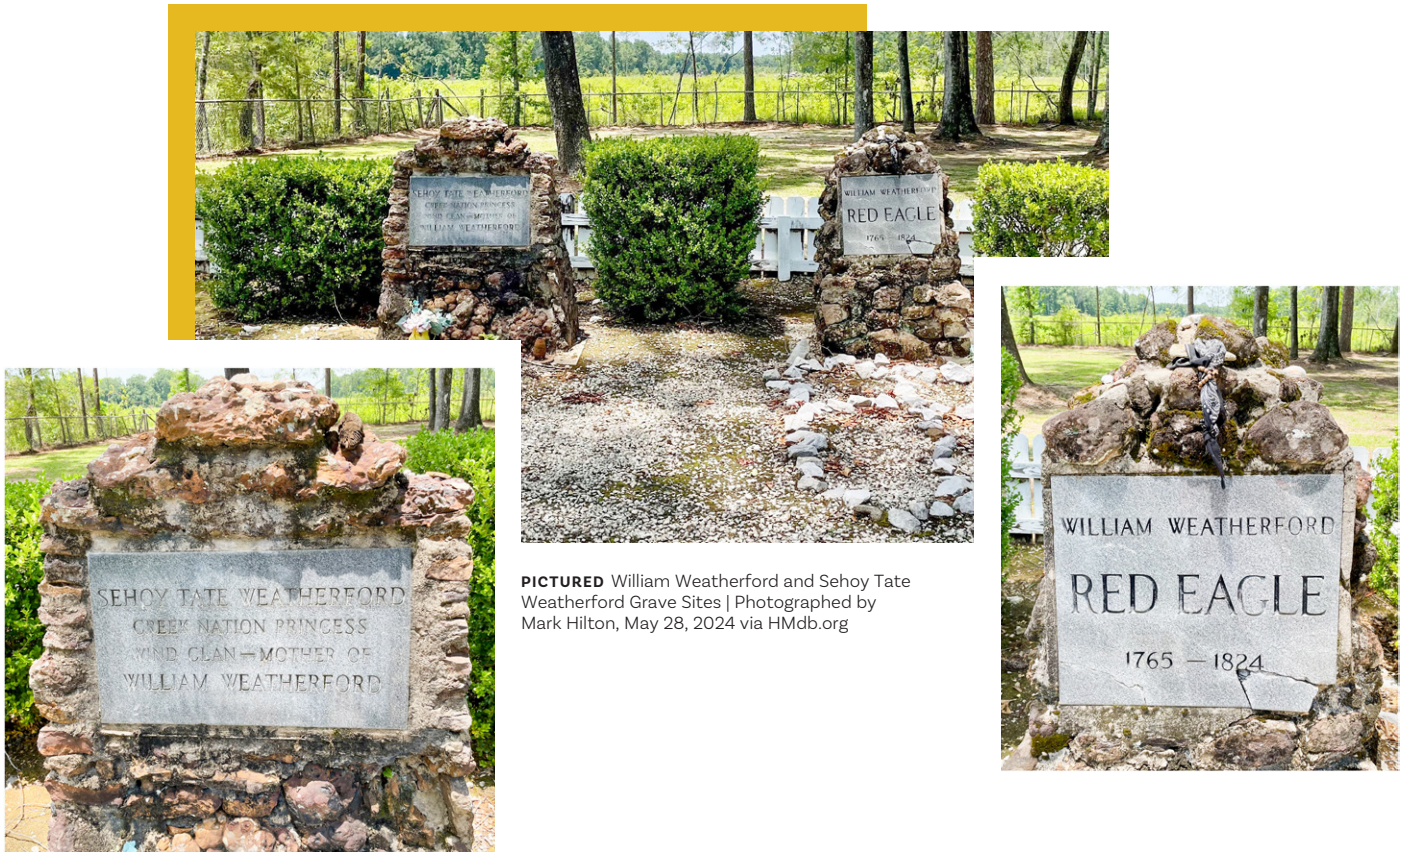 SEHOY TATE WEATHERFORD
CREEK NATION PRINCESS
WIND CLAN—MOTHER OF
WILLIAM WEATHERFORD
WILLIAM WEATHERFORD
RED EAGLE
1765 — 1824
SEHOY TATE WEATHERFORD
CREEK NATION PRINCESS
WIND CLAN—MOTHER OF
WILLIAM WEATHERFORD
PICTURED William Weatherford and Sehoy Tate
Weatherford Grave Sites | Photographed by
Mark Hilton, May 28, 2024 via HMdb.org
WILLIAM WEATHERFORD
RED EAGLE
1765 — 1824